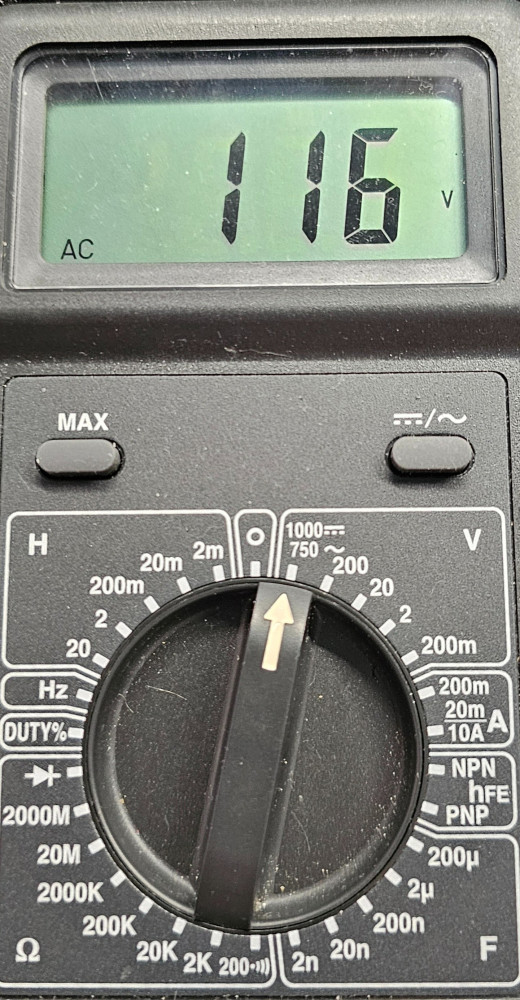 116
V
AC
MAX
⎓/∼
H
O
1000⎓
750∼
V
2m
20m
200m
2
20
200
20
2
200m
Hz
DUTY%
200m
20m
10A
A
NPN
hFE
PNP
2000M
20M
2000K
200K
20K
2K
200
Ω
200µ
2µ
200n
20n
2n
F